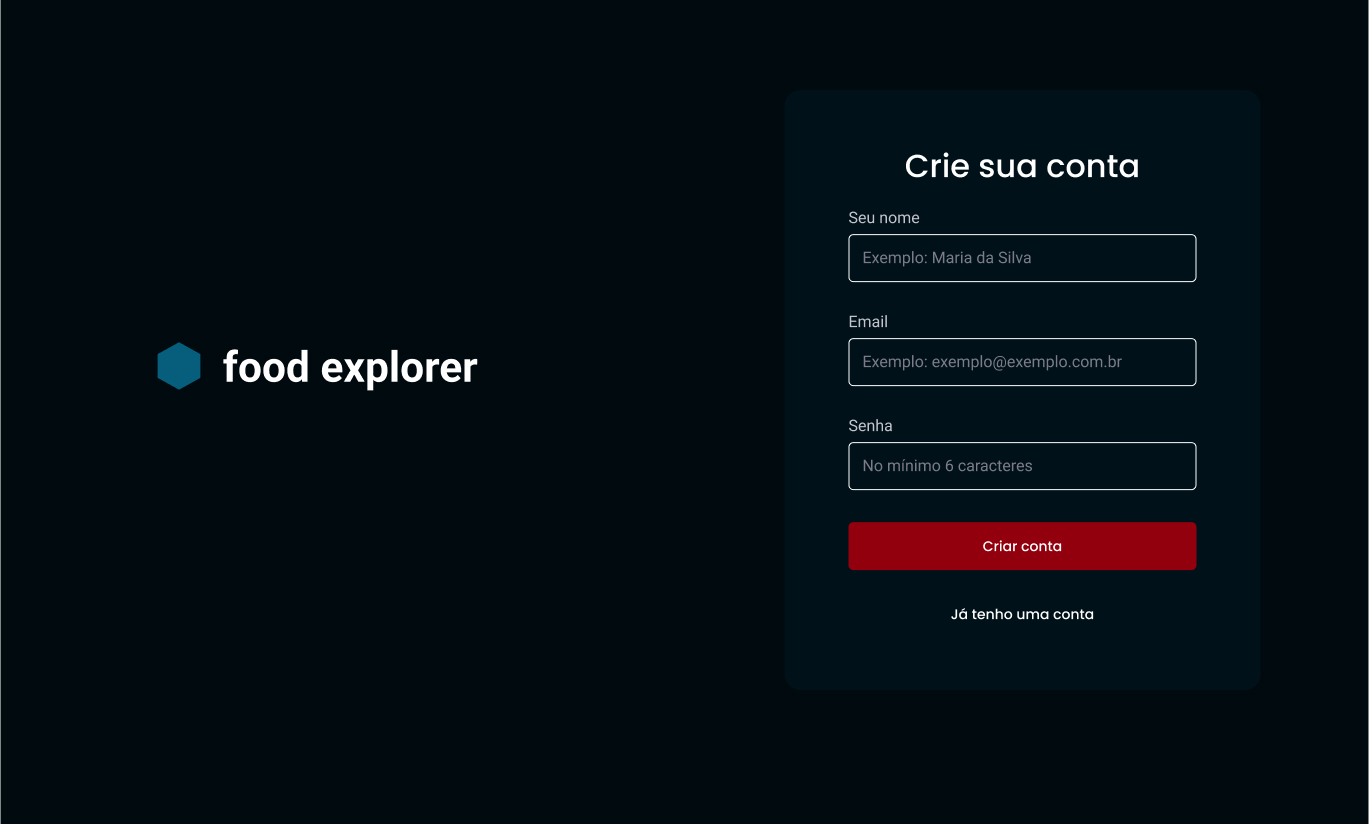 food explorer
Crie sua conta
Seu nome
Exemplo: Maria da Silva
Email
Exemplo: exemplo@exemplo.com.br
Senha
No mínimo 6 caracteres
Criar conta
Já tenho uma conta